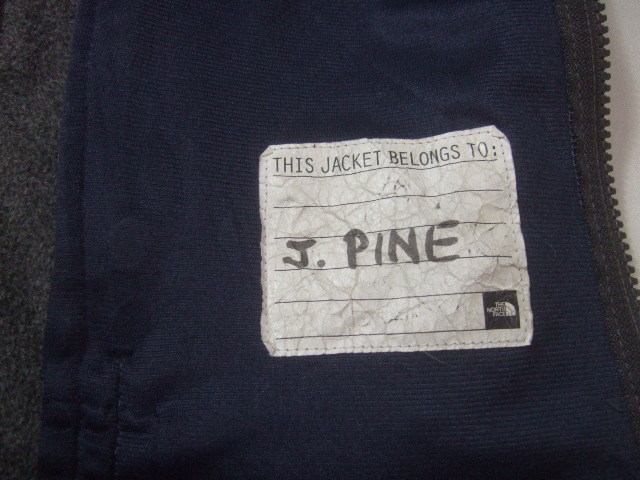 THIS JACKET BELONGS TO:
J. PINE
THE
NORTH
FACE